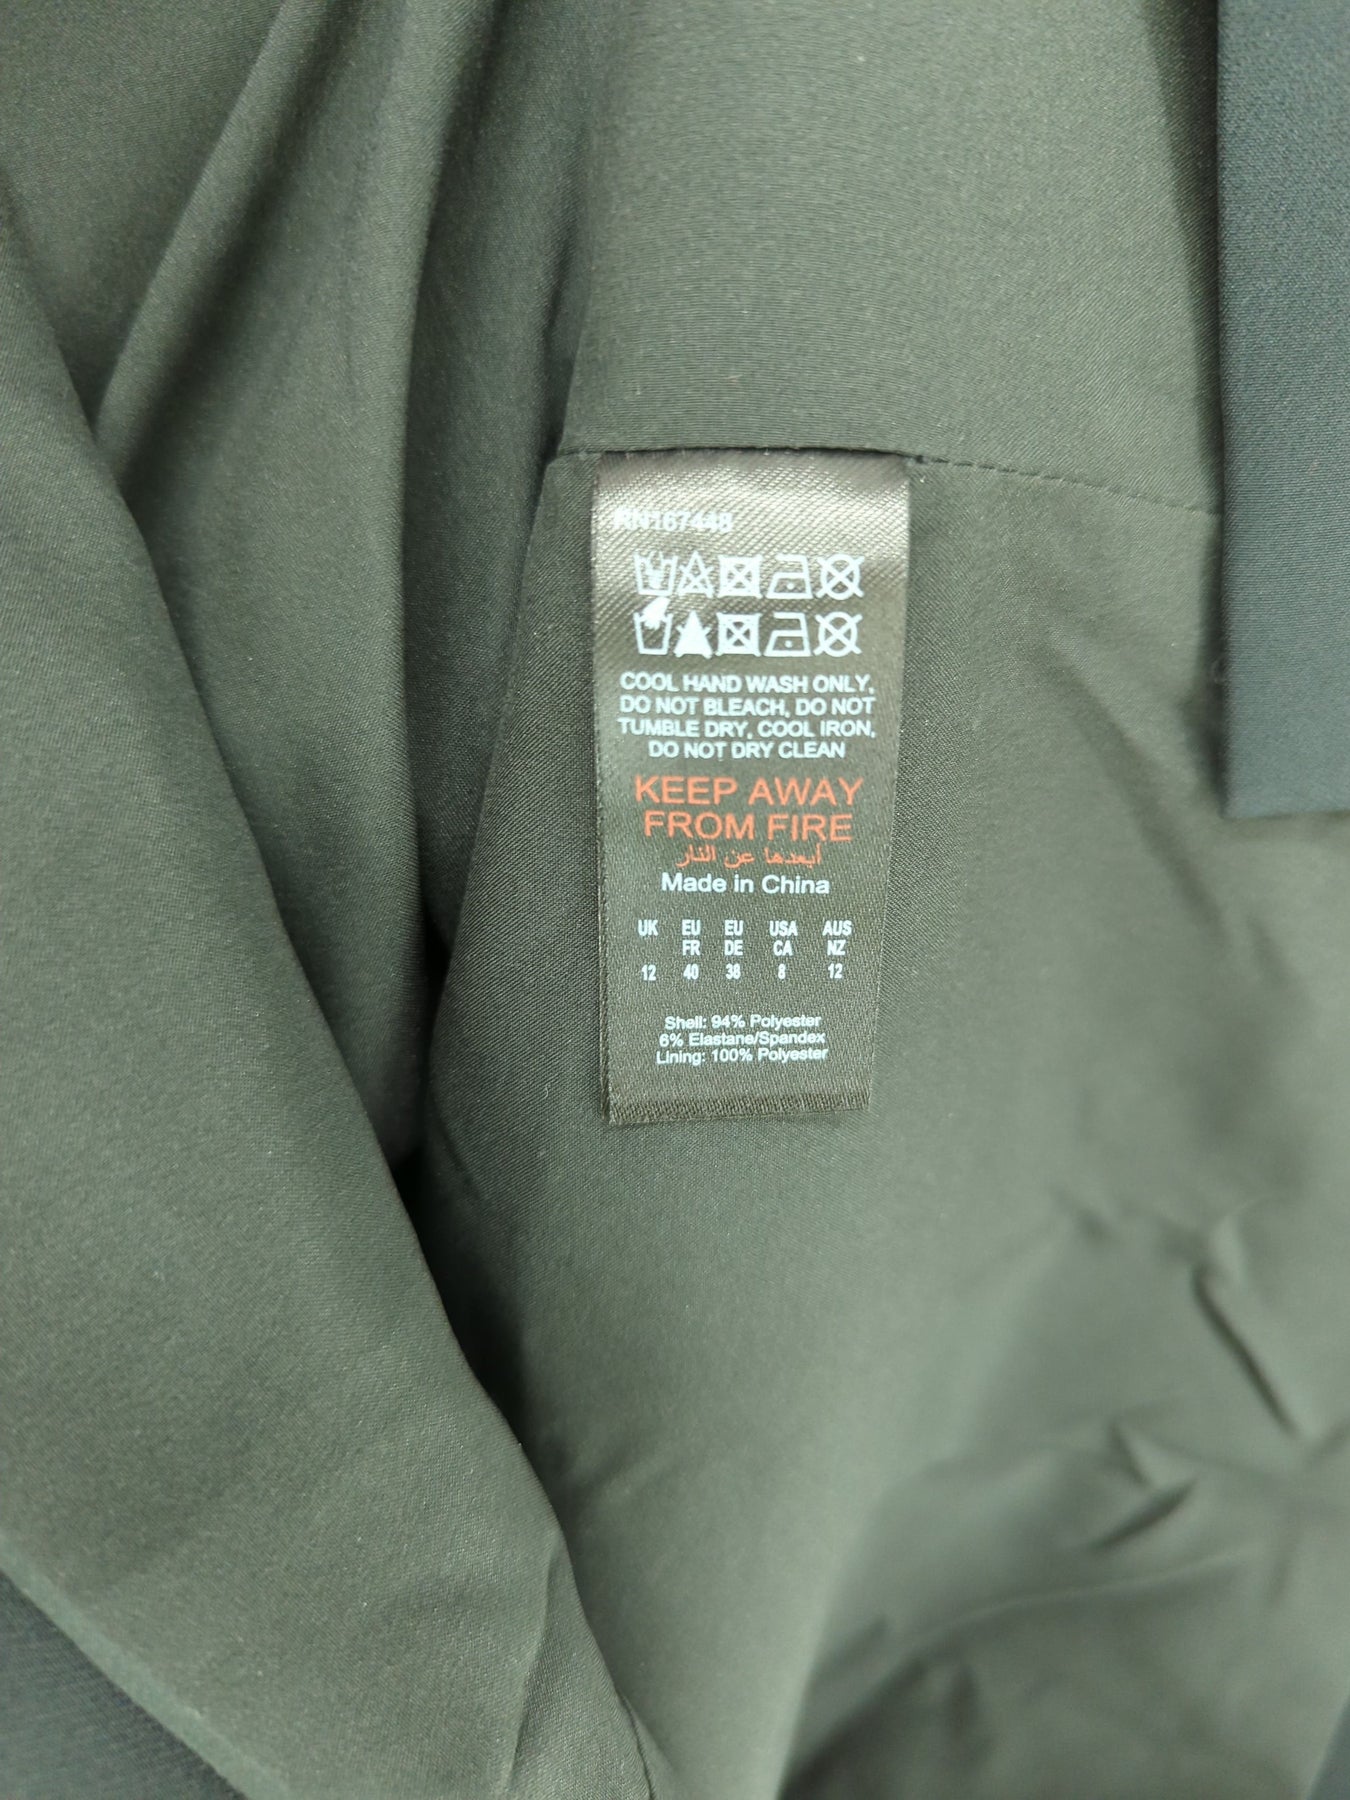 RN167448
COOL HAND WASH ONLY,
DO NOT BLEACH, DO NOT
TUMBLE DRY, COOL IRON,
DO NOT DRY CLEAN
KEEP AWAY
FROM FIRE
أبعدها عن النار
Made in China
UK EU EU USA AUS
FR DE CA NZ
12 40 38 8 12
Shell: 94% Polyester
6% Elastane/Spandex
Lining: 100% Polyester